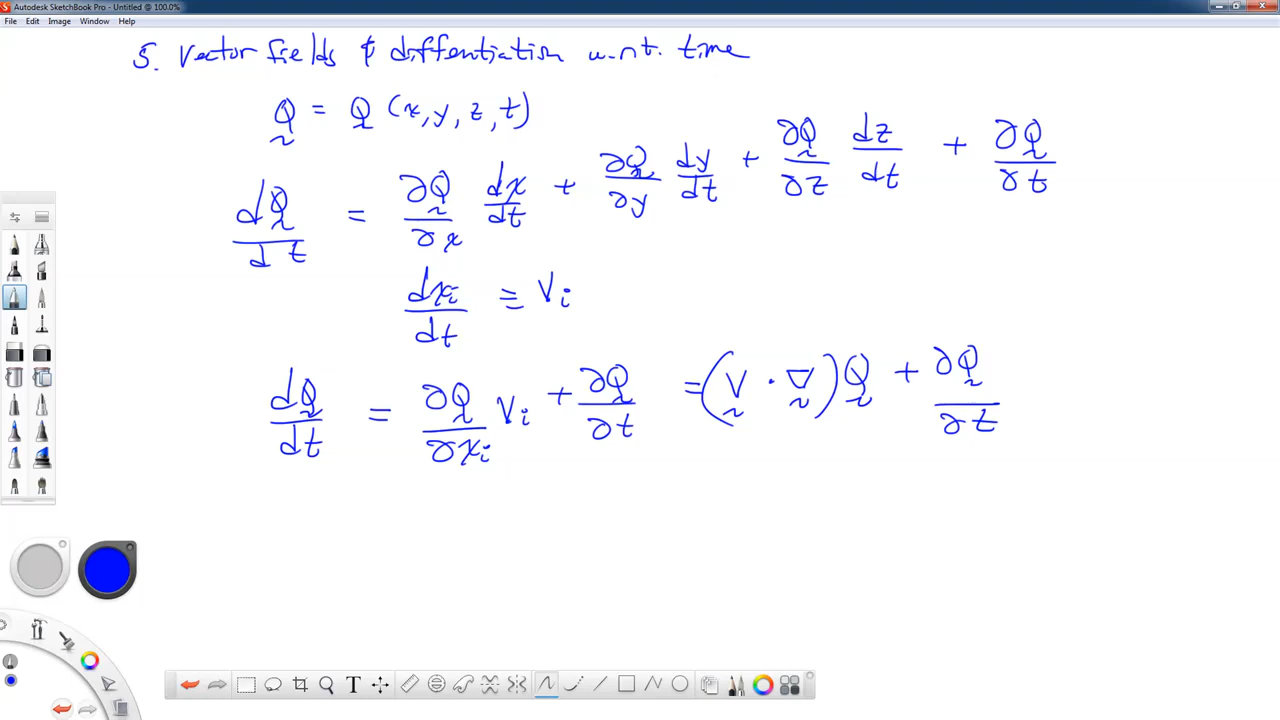 Autodesk SketchBook Pro - Untitled @ 100.0%
File Edit Image Window Help
5. Vector fields & diffentiation w.r.t. time
Q̰ = Q̰ (x, y, z, t)
dQ̰/dt = ∂Q̰/∂x dx/dt + ∂Q̰/∂y dy/dt + ∂Q̰/∂z dz/dt + ∂Q̰/∂t
dxᵢ/dt ≡ Vᵢ
dQ̰/dt = ∂Q̰/∂xᵢ Vᵢ + ∂Q̰/∂t = (V̰ · ∇̰) Q̰ + ∂Q̰/∂t
T